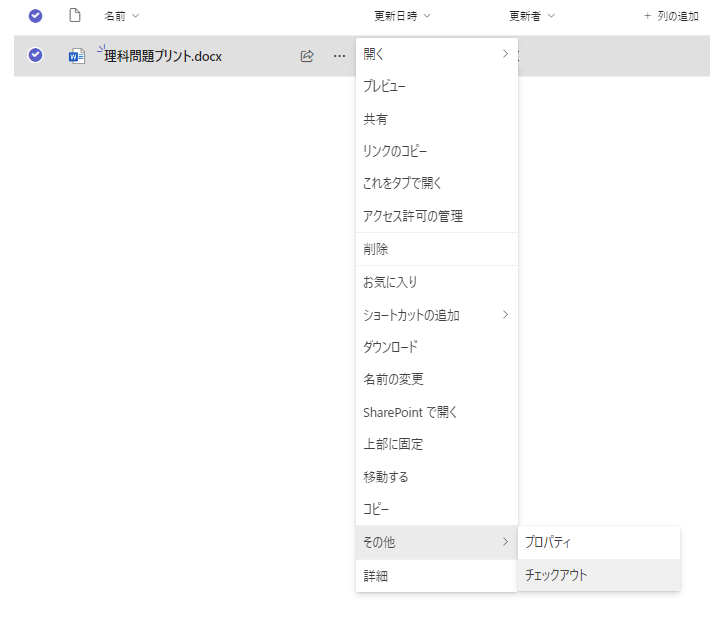 名前
更新日時
更新者
+ 列の追加
理科問題プリント.docx
開く
プレビュー
共有
リンクのコピー
これをタブで開く
アクセス許可の管理
削除
お気に入り
ショートカットの追加
ダウンロード
名前の変更
SharePoint で開く
上部に固定
移動する
コピー
その他
プロパティ
チェックアウト
詳細